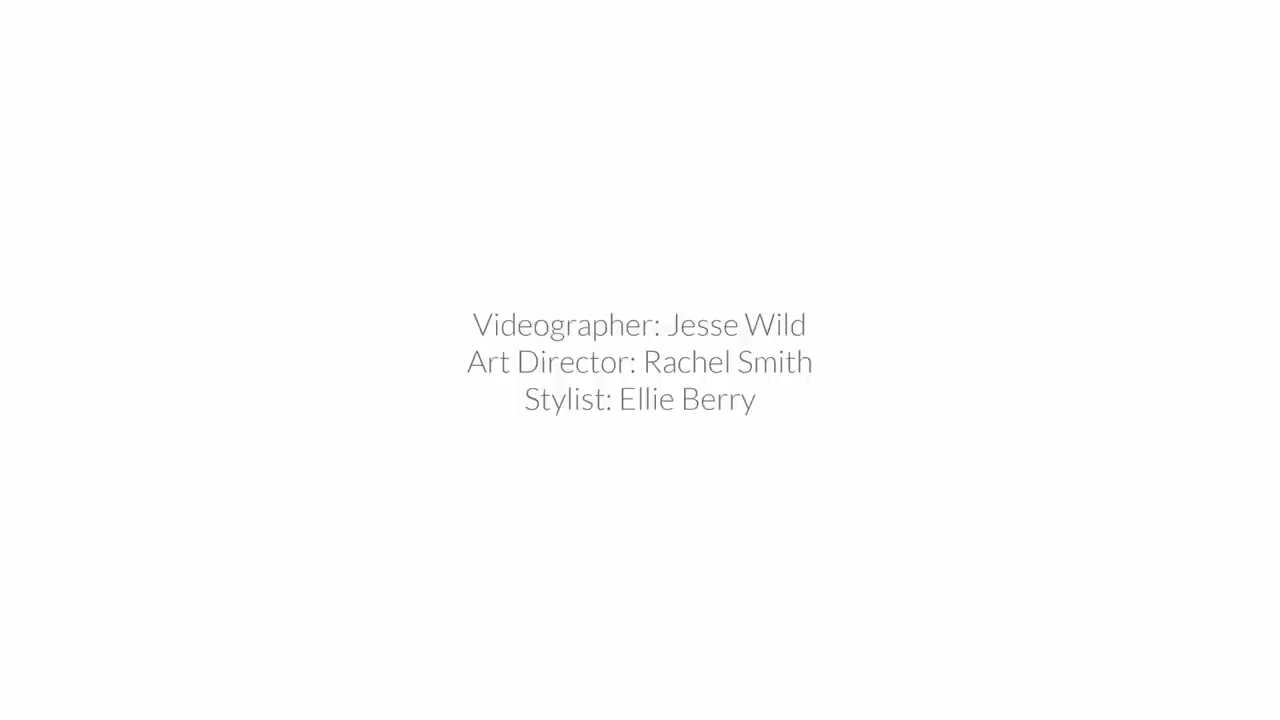 Videographer: Jesse Wild
Art Director: Rachel Smith
Stylist: Ellie Berry